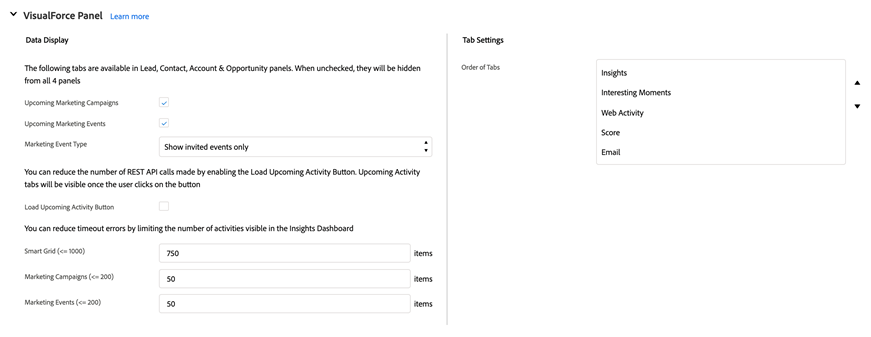 VisualForce Panel Learn more
Data Display
The following tabs are available in Lead, Contact, Account & Opportunity panels. When unchecked, they will be hidden
from all 4 panels
Upcoming Marketing Campaigns
Upcoming Marketing Events
Marketing Event Type Show invited events only
You can reduce the number of REST API calls made by enabling the Load Upcoming Activity Button. Upcoming Activity
tabs will be visible once the user clicks on the button
Load Upcoming Activity Button
You can reduce timeout errors by limiting the number of activities visible in the Insights Dashboard
Smart Grid (<= 1000) 750 items
Marketing Campaigns (<= 200) 50 items
Marketing Events (<= 200) 50 items
Tab Settings
Order of Tabs
Insights
Interesting Moments
Web Activity
Score
Email